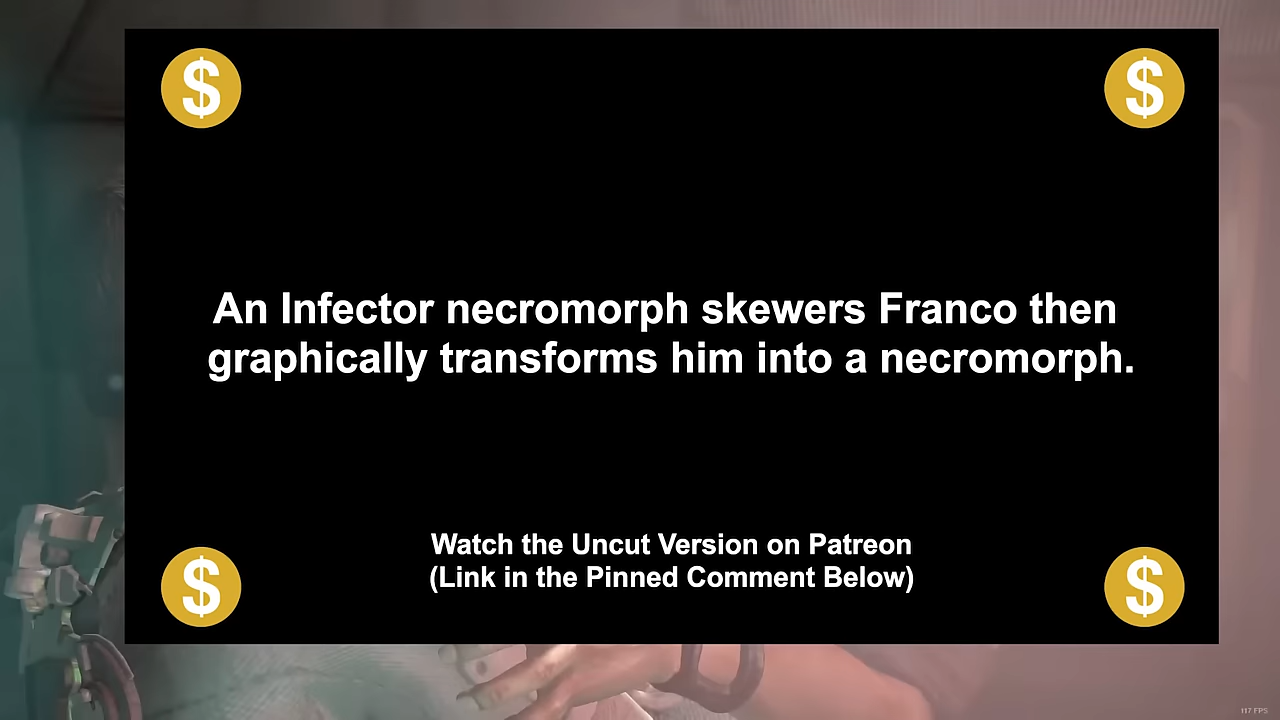 $ $
An Infector necromorph skewers Franco then
graphically transforms him into a necromorph.
Watch the Uncut Version on Patreon
(Link in the Pinned Comment Below)
$ $
117 FPS